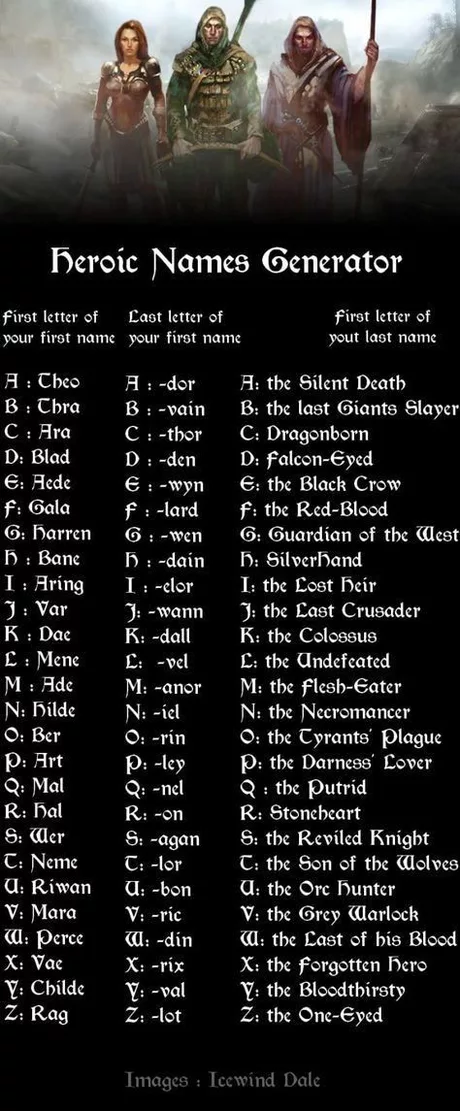 Heroic Names Generator
First letter of Last letter of First letter of
your first name your first name yout last name
A : Theo A : -dor A: the Silent Death
B : Thra B : -vain B: the last Giants Slayer
C : Ara C : -thor C: Dragonborn
D: Blad D : -den D: Falcon-Eyed
E: Aede E : -wyn E: the Black Crow
F: Gala F : -lard F: the Red-Blood
G: Harren G : -wen G: Guardian of the West
H : Bane H : -dain H: SilverHand
I : Aring I : -elor I: the Lost Heir
J : Var J: -wann J: the Last Crusader
K : Dae K: -dall K: the Colossus
L : Mene L: -vel L: the Undefeated
M : Ade M: -anor M: the Flesh-Eater
N: Hilde N: -iel N: the Necromancer
O: Ber O: -rin O: the Tyrants' Plague
P: Art P: -ley P: the Darness' Lover
Q: Mal Q: -nel Q : the Putrid
R: Hal R: -on R: Stoneheart
S: Wer S: -agan S: the Reviled Knight
T: Neme T: -lor T: the Son of the Wolves
U: Riwan U: -bon U: the Orc Hunter
V: Mara V: -ric V: the Grey Warlock
W: Perce W: -din W: the Last of his Blood
X: Vae X: -rix X: the Forgotten Hero
Y: Childe Y: -val Y: the Bloodthirsty
Z: Rag Z: -lot Z: the One-Eyed
Images : Icewind Dale